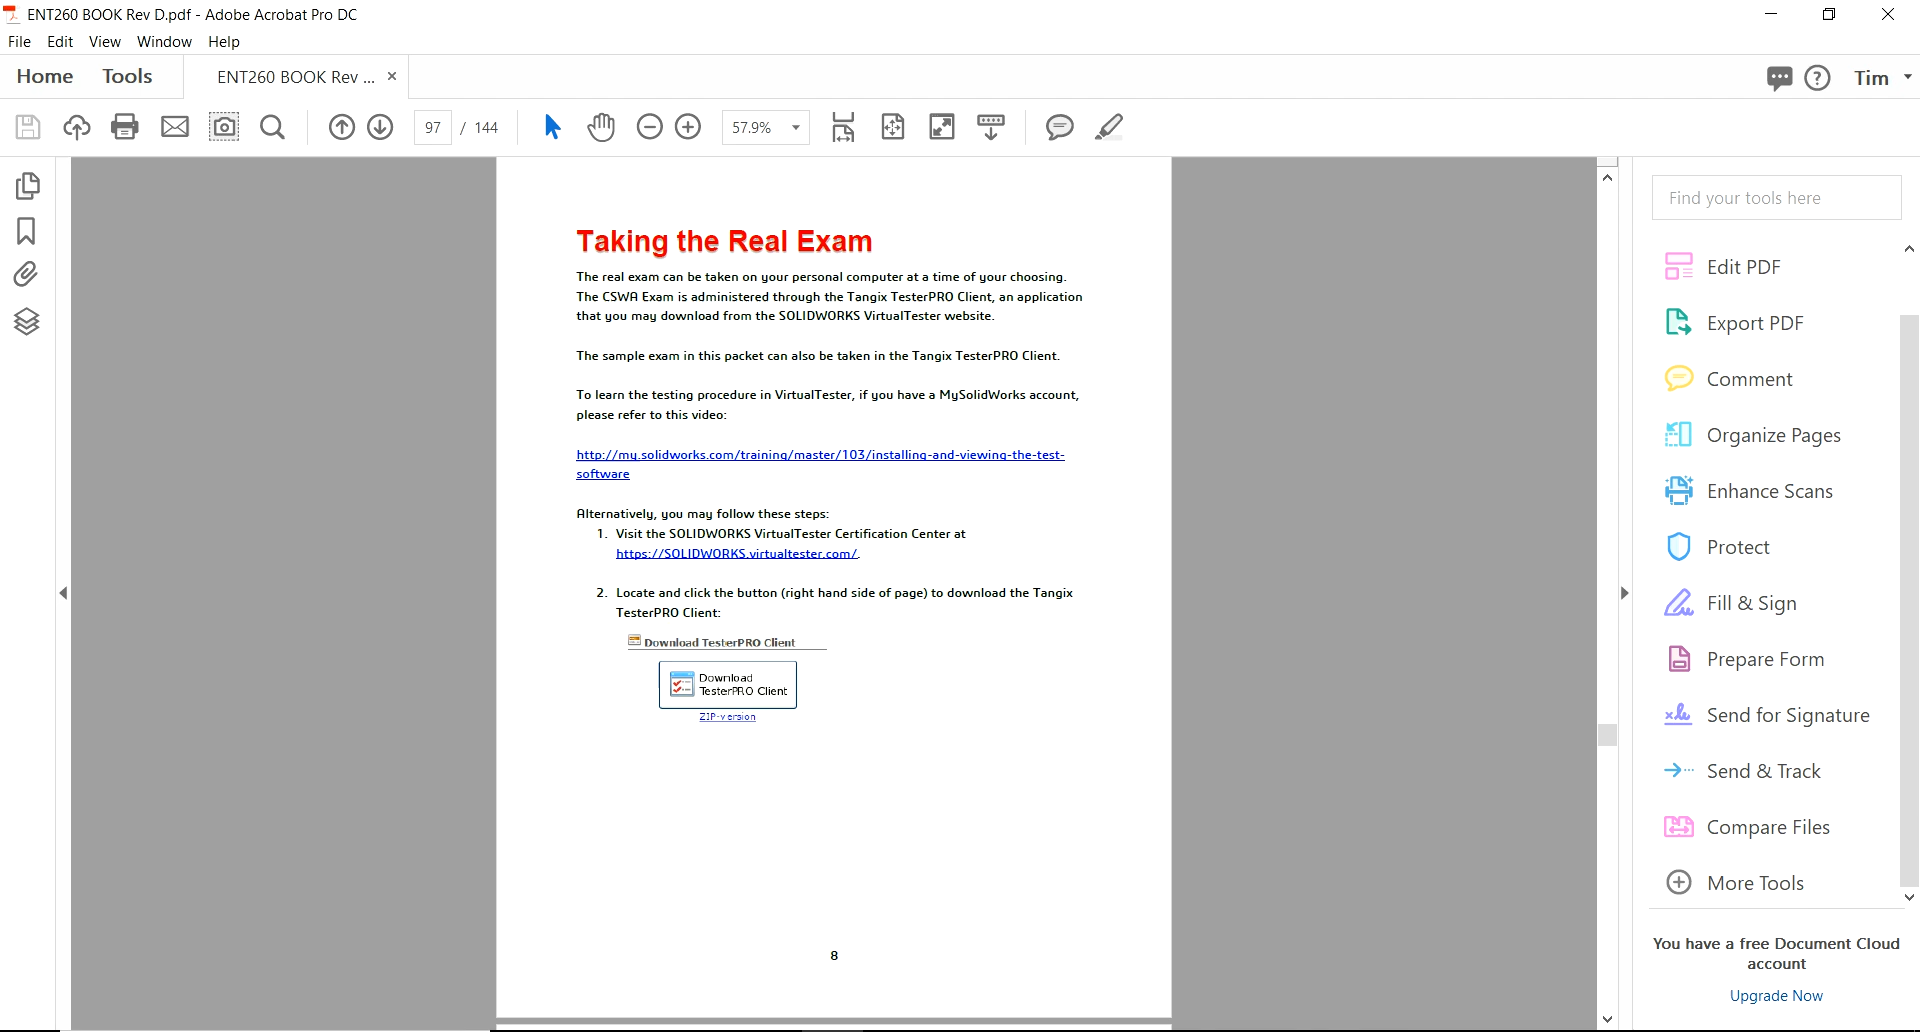 ENT260 BOOK Rev D.pdf - Adobe Acrobat Pro DC
File Edit View Window Help
Home Tools ENT260 BOOK Rev ... × Tim
97 / 144 57.9%
Find your tools here
Taking the Real Exam
The real exam can be taken on your personal computer at a time of your choosing.
The CSWA Exam is administered through the Tangix TesterPRO Client, an application
that you may download from the SOLIDWORKS VirtualTester website.
The sample exam in this packet can also be taken in the Tangix TesterPRO Client.
To learn the testing procedure in VirtualTester, if you have a MySolidWorks account,
please refer to this video:
http://my.solidworks.com/training/master/103/installing-and-viewing-the-test-
software
Alternatively, you may follow these steps:
1. Visit the SOLIDWORKS VirtualTester Certification Center at
https://SOLIDWORKS.virtualtester.com/.
2. Locate and click the button (right hand side of page) to download the Tangix
TesterPRO Client:
Download TesterPRO Client
Download
TesterPRO Client
ZIP-version
8
Edit PDF
Export PDF
Comment
Organize Pages
Enhance Scans
Protect
Fill & Sign
Prepare Form
Send for Signature
Send & Track
Compare Files
More Tools
You have a free Document Cloud
account
Upgrade Now